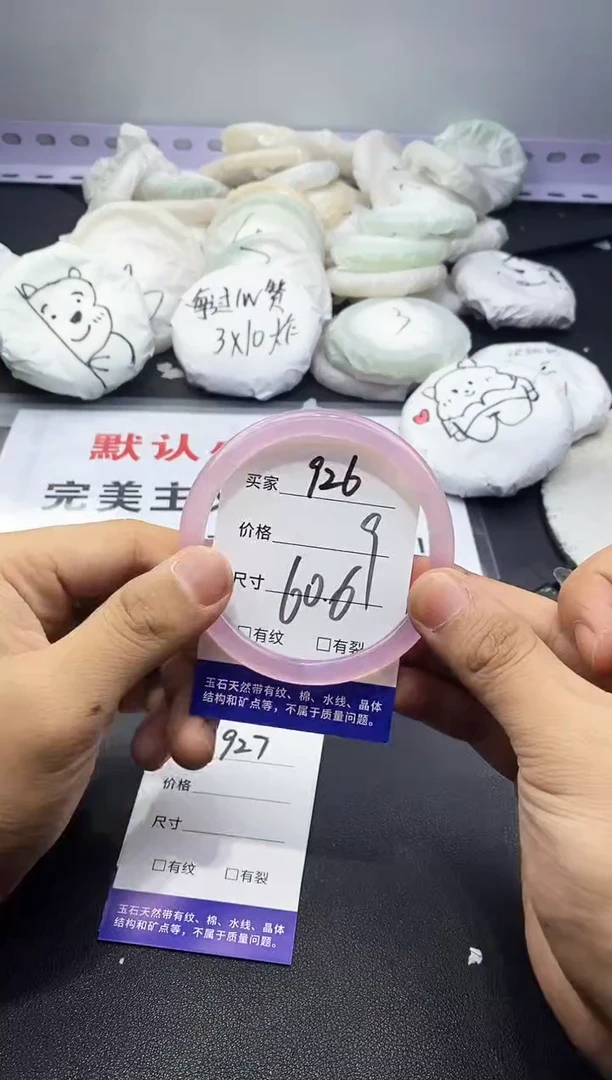 每过1W赞
3X10大炸
3
默认
完美主
买家 926
价格 9
尺寸 60.6
□有纹 □有裂
玉石天然带有纹、棉、水线、晶体
结构和矿点等，不属于质量问题。
927
价格
尺寸
□有纹 □有裂
玉石天然带有纹、棉、水线、晶体
结构和矿点等，不属于质量问题。